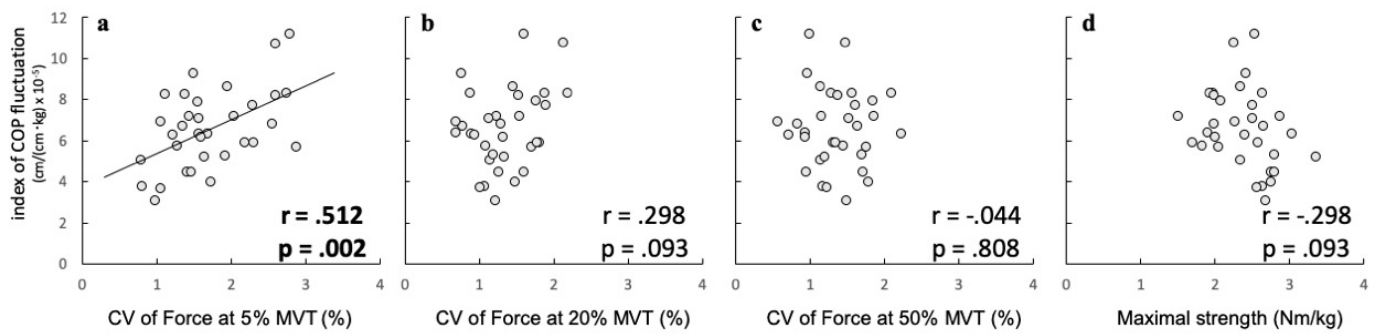 index of COP fluctuation
(cm/(cm・kg) x 10⁻⁵)
12
10
8
6
4
2
0
a
r = .512
p = .002
0 1 2 3 4
CV of Force at 5% MVT (%)
b
r = .298
p = .093
0 1 2 3 4
CV of Force at 20% MVT (%)
c
r = -.044
p = .808
0 1 2 3 4
CV of Force at 50% MVT (%)
d
r = -.298
p = .093
0 1 2 3 4
Maximal strength (Nm/kg)